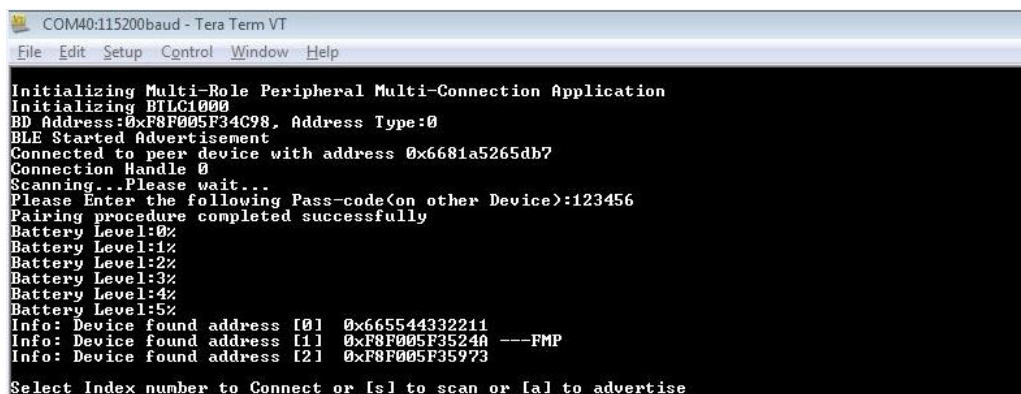 COM40:115200baud - Tera Term VT
File Edit Setup Control Window Help
Initializing Multi-Role Peripheral Multi-Connection Application
Initializing BTLC1000
BD Address:0xF8F005F34C98, Address Type:0
BLE Started Advertisement
Connected to peer device with address 0x6681a5265db7
Connection Handle 0
Scanning...Please wait...
Please Enter the following Pass-code(on other Device):123456
Pairing procedure completed successfully
Battery Level:0%
Battery Level:1%
Battery Level:2%
Battery Level:3%
Battery Level:4%
Battery Level:5%
Info: Device found address [0]  0x665544332211
Info: Device found address [1]  0xF8F005F3524A ---FMP
Info: Device found address [2]  0xF8F005F35973
Select Index number to Connect or [s] to scan or [a] to advertise